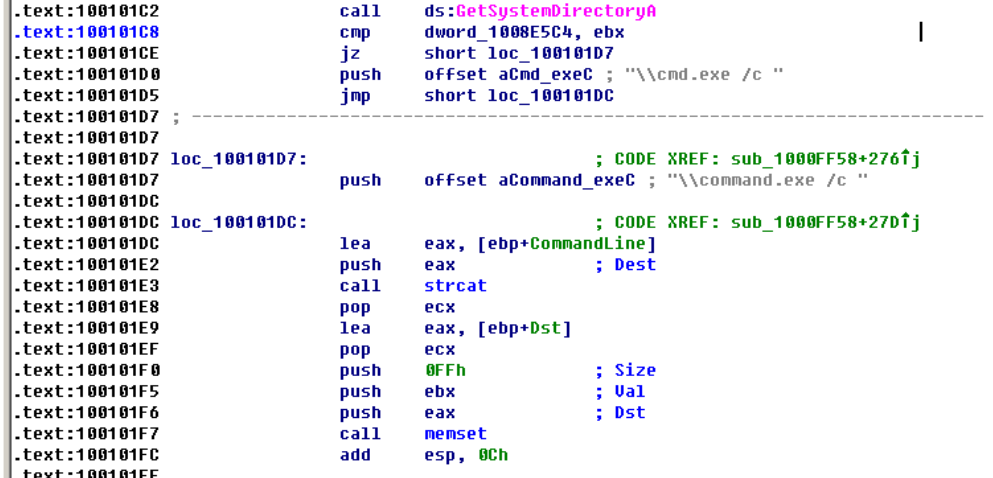 .text:100101C2 call ds:GetSystemDirectoryA
.text:100101C8 cmp dword_1008E5C4, ebx
.text:100101CE jz short loc_100101D7
.text:100101D0 push offset aCmd_exeC ; "\\cmd.exe /c "
.text:100101D5 jmp short loc_100101DC
.text:100101D7 ; ---------------------------------------------------------------------------
.text:100101D7
.text:100101D7 loc_100101D7: ; CODE XREF: sub_1000FF58+276↑j
.text:100101D7 push offset aCommand_exeC ; "\\command.exe /c "
.text:100101DC
.text:100101DC loc_100101DC: ; CODE XREF: sub_1000FF58+27D↑j
.text:100101DC lea eax, [ebp+CommandLine]
.text:100101E2 push eax ; Dest
.text:100101E3 call strcat
.text:100101E8 pop ecx
.text:100101E9 lea eax, [ebp+Dst]
.text:100101EF pop ecx
.text:100101F0 push 0FFh ; Size
.text:100101F5 push ebx ; Val
.text:100101F6 push eax ; Dst
.text:100101F7 call memset
.text:100101FC add esp, 0Ch